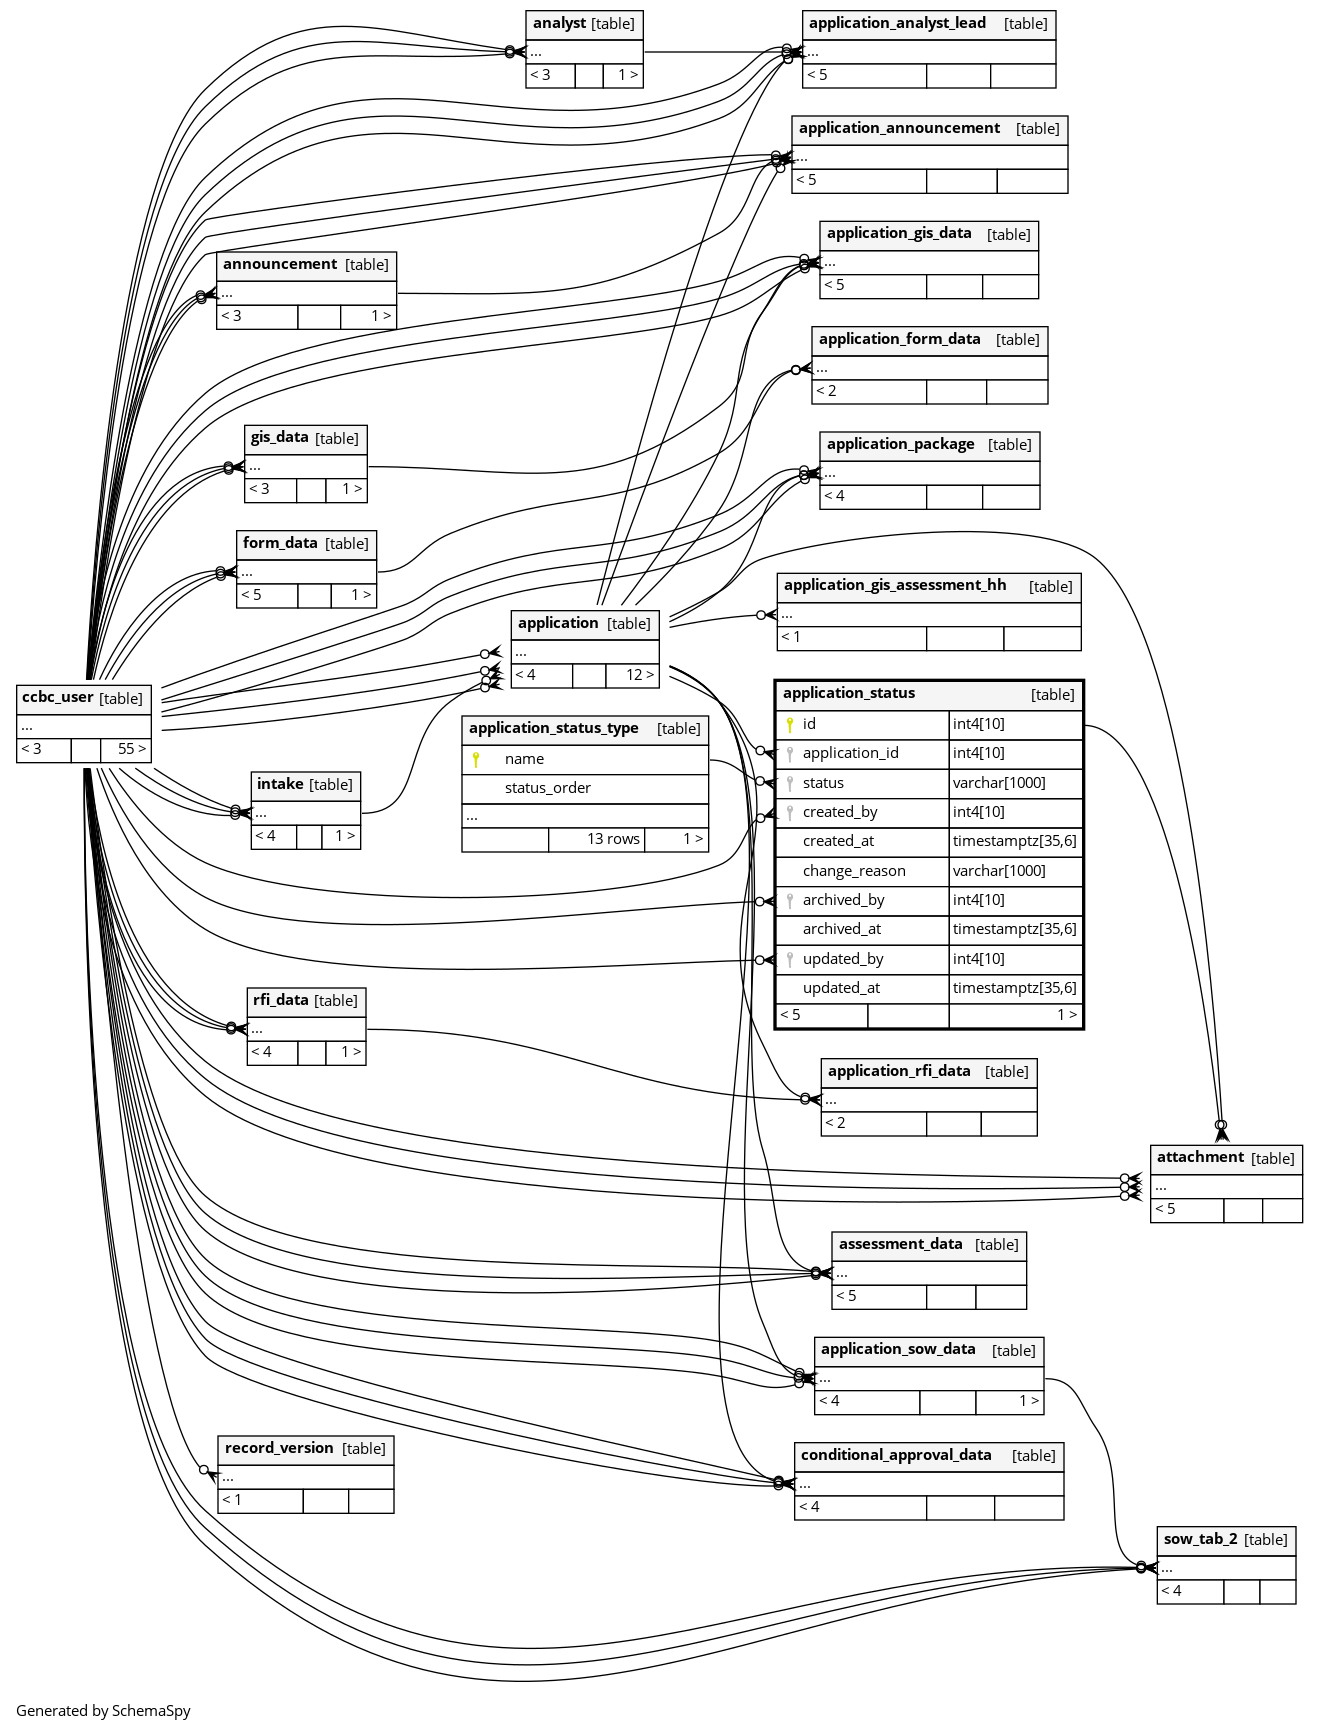 analyst [table]
...
< 3 1 >
application_analyst_lead [table]
...
< 5
application_announcement [table]
...
< 5
application_gis_data [table]
...
< 5
announcement [table]
...
< 3 1 >
application_form_data [table]
...
< 2
gis_data [table]
...
< 3 1 >
application_package [table]
...
< 4
form_data [table]
...
< 5 1 >
application_gis_assessment_hh [table]
...
< 1
application [table]
...
< 4 12 >
ccbc_user [table]
...
< 3 55 >
application_status [table]
id int4[10]
application_id int4[10]
status varchar[1000]
created_by int4[10]
created_at timestamptz[35,6]
change_reason varchar[1000]
archived_by int4[10]
archived_at timestamptz[35,6]
updated_by int4[10]
updated_at timestamptz[35,6]
< 5 1 >
application_status_type [table]
name
status_order
...
13 rows 1 >
intake [table]
...
< 4 1 >
rfi_data [table]
...
< 4 1 >
application_rfi_data [table]
...
< 2
attachment [table]
...
< 5
assessment_data [table]
...
< 5
application_sow_data [table]
...
< 4 1 >
record_version [table]
...
< 1
conditional_approval_data [table]
...
< 4
sow_tab_2 [table]
...
< 4
Generated by SchemaSpy